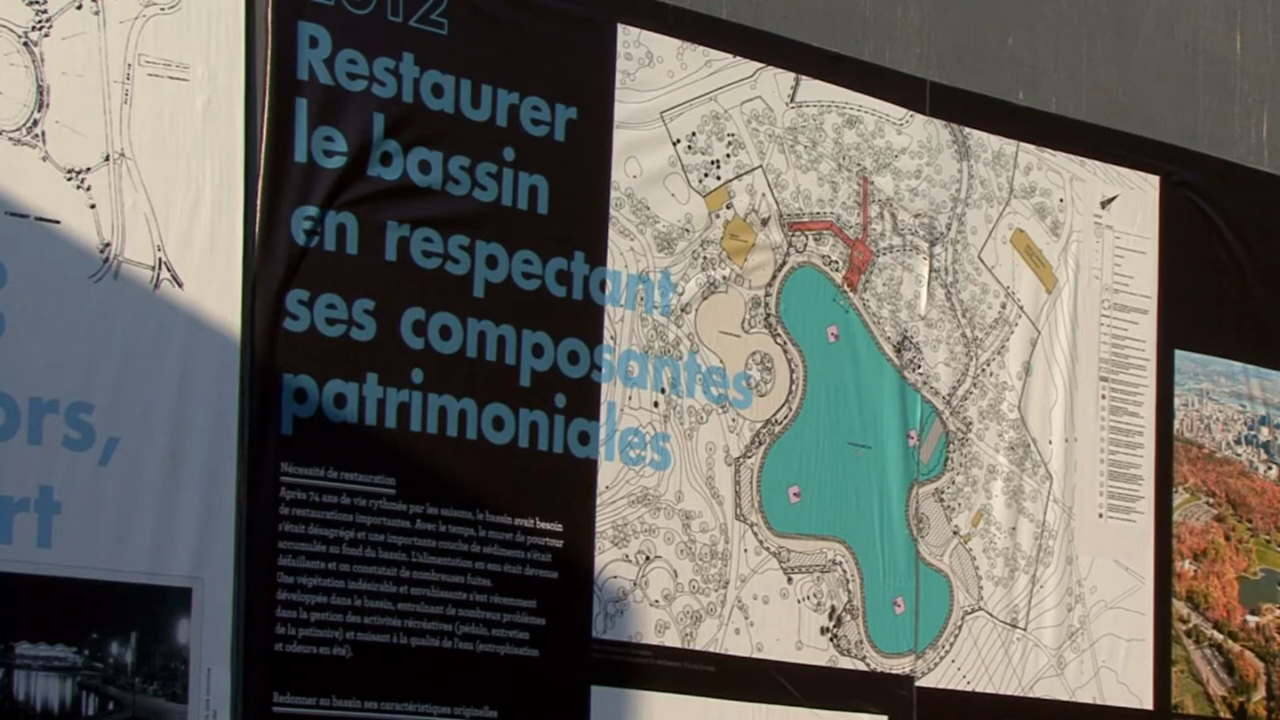 2012
Restaurer
le bassin
en respectant
ses composantes
patrimoniales
Nécessité de restauration
Après 74 ans de vie rythmée par les saisons, le bassin avait besoin
de restaurations importantes. Avec le temps, le muret de pourtour
s'était désagrégé et une importante couche de sédiments s'était
accumulée au fond du bassin. L'alimentation en eau était devenue
défaillante et on constatait de nombreuses fuites.
Une végétation indésirable et envahissante s'est récemment
développée dans le bassin, entraînant de nombreux problèmes
dans la gestion des activités récréatives (pédalo, entretien
de la patinoire) et nuisant à la qualité de l'eau (eutrophisation
et odeurs en été).
Redonner au bassin ses caractéristiques originelles
ors,
rt